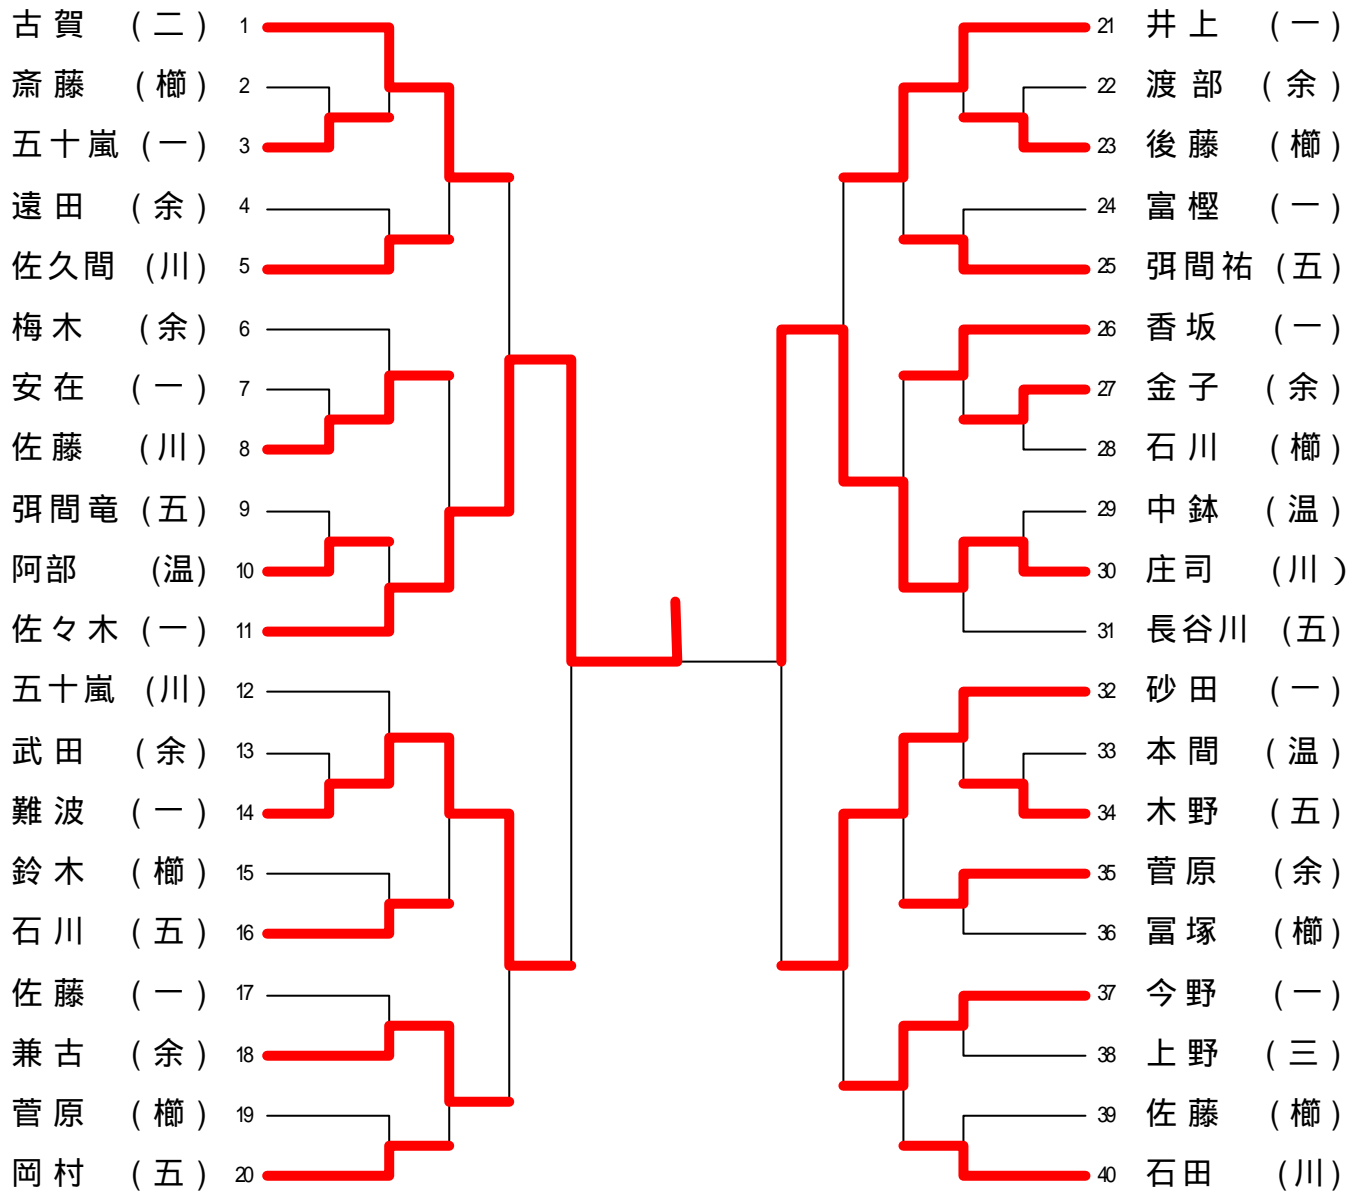 古賀 (二) 1
斎藤 (櫛) 2
五十嵐 (一) 3
遠田 (余) 4
佐久間 (川) 5
梅木 (余) 6
安在 (一) 7
佐藤 (川) 8
弭間竜 (五) 9
阿部 (温) 10
佐々木 (一) 11
五十嵐 (川) 12
武田 (余) 13
難波 (一) 14
鈴木 (櫛) 15
石川 (五) 16
佐藤 (一) 17
兼古 (余) 18
菅原 (櫛) 19
岡村 (五) 20
21 井上 (一)
22 渡部 (余)
23 後藤 (櫛)
24 富樫 (一)
25 弭間祐 (五)
26 香坂 (一)
27 金子 (余)
28 石川 (櫛)
29 中鉢 (温)
30 庄司 (川)
31 長谷川 (五)
32 砂田 (一)
33 本間 (温)
34 木野 (五)
35 菅原 (余)
36 冨塚 (櫛)
37 今野 (一)
38 上野 (三)
39 佐藤 (櫛)
40 石田 (川)